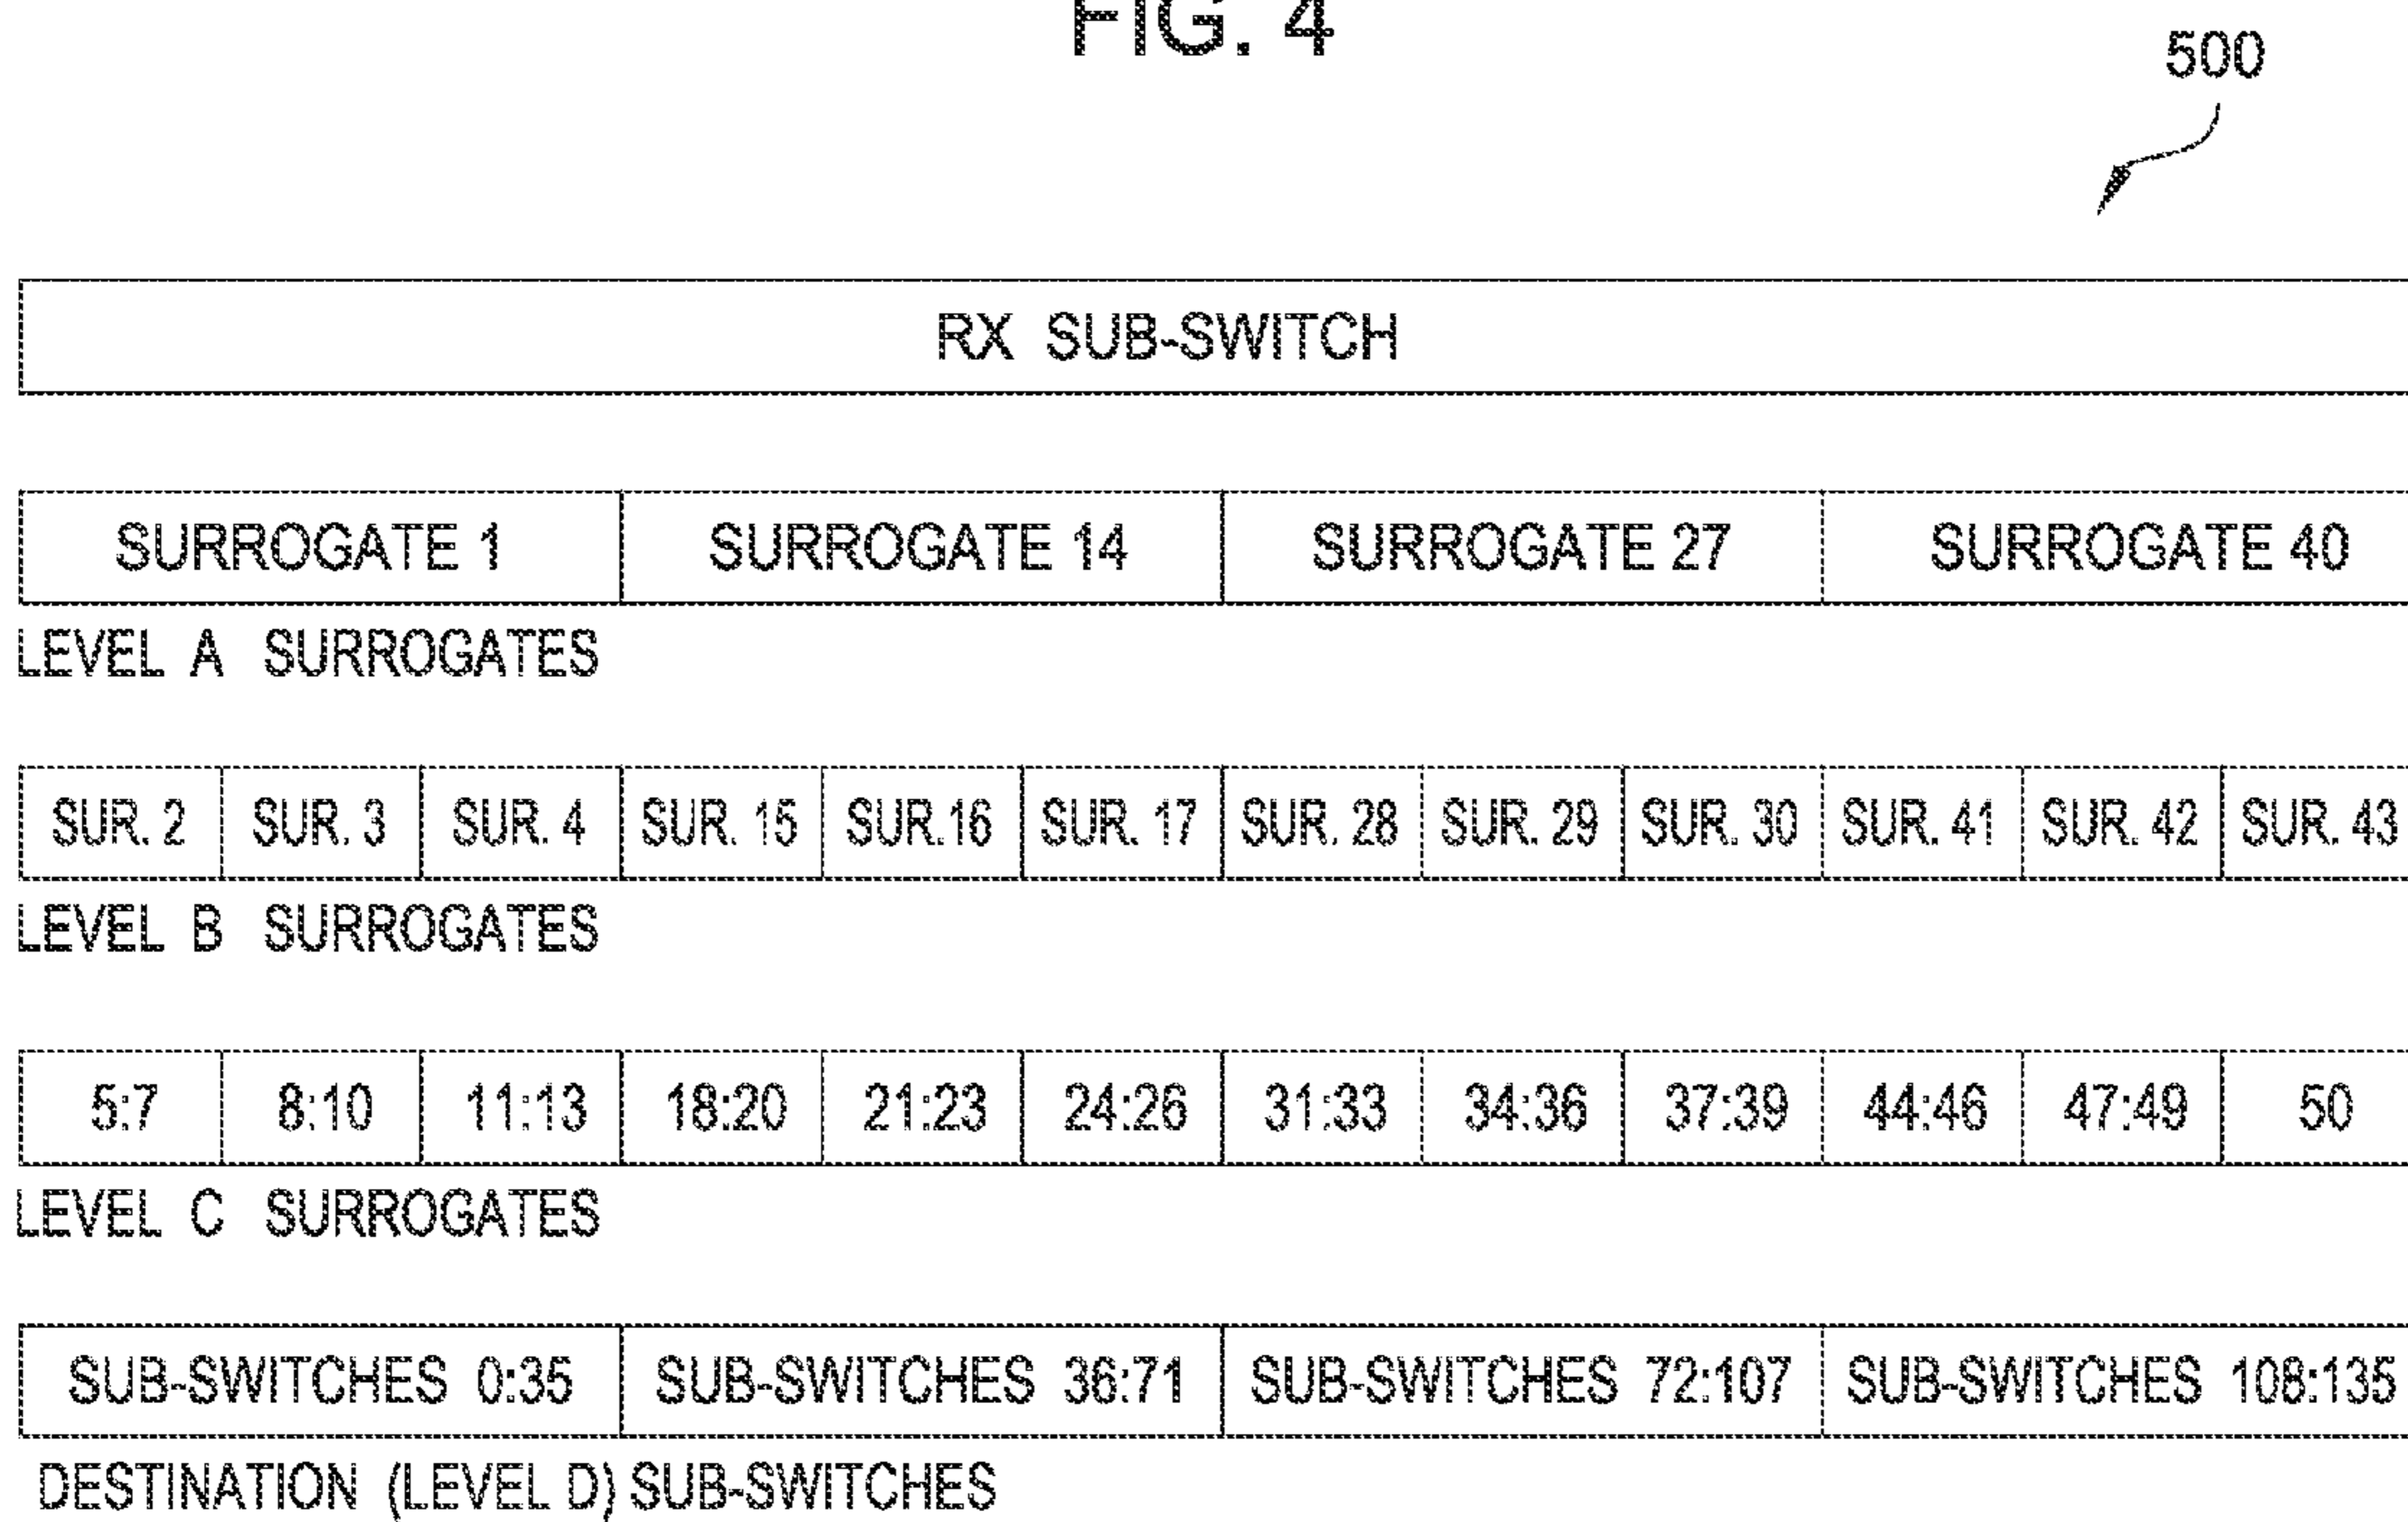 FIG. 4
500
RX SUB-SWITCH
SURROGATE 1 SURROGATE 14 SURROGATE 27 SURROGATE 40
LEVEL A SURROGATES
SUR. 2 SUR. 3 SUR. 4 SUR. 15 SUR.16 SUR. 17 SUR. 28 SUR. 29 SUR. 30 SUR. 41 SUR. 42 SUR. 43
LEVEL B SURROGATES
5:7 8:10 11:13 18:20 21:23 24:26 31:33 34:36 37:39 44:46 47:49 50
LEVEL C SURROGATES
SUB-SWITCHES 0:35 SUB-SWITCHES 36:71 SUB-SWITCHES 72:107 SUB-SWITCHES 108:135
DESTINATION (LEVEL D) SUB-SWITCHES